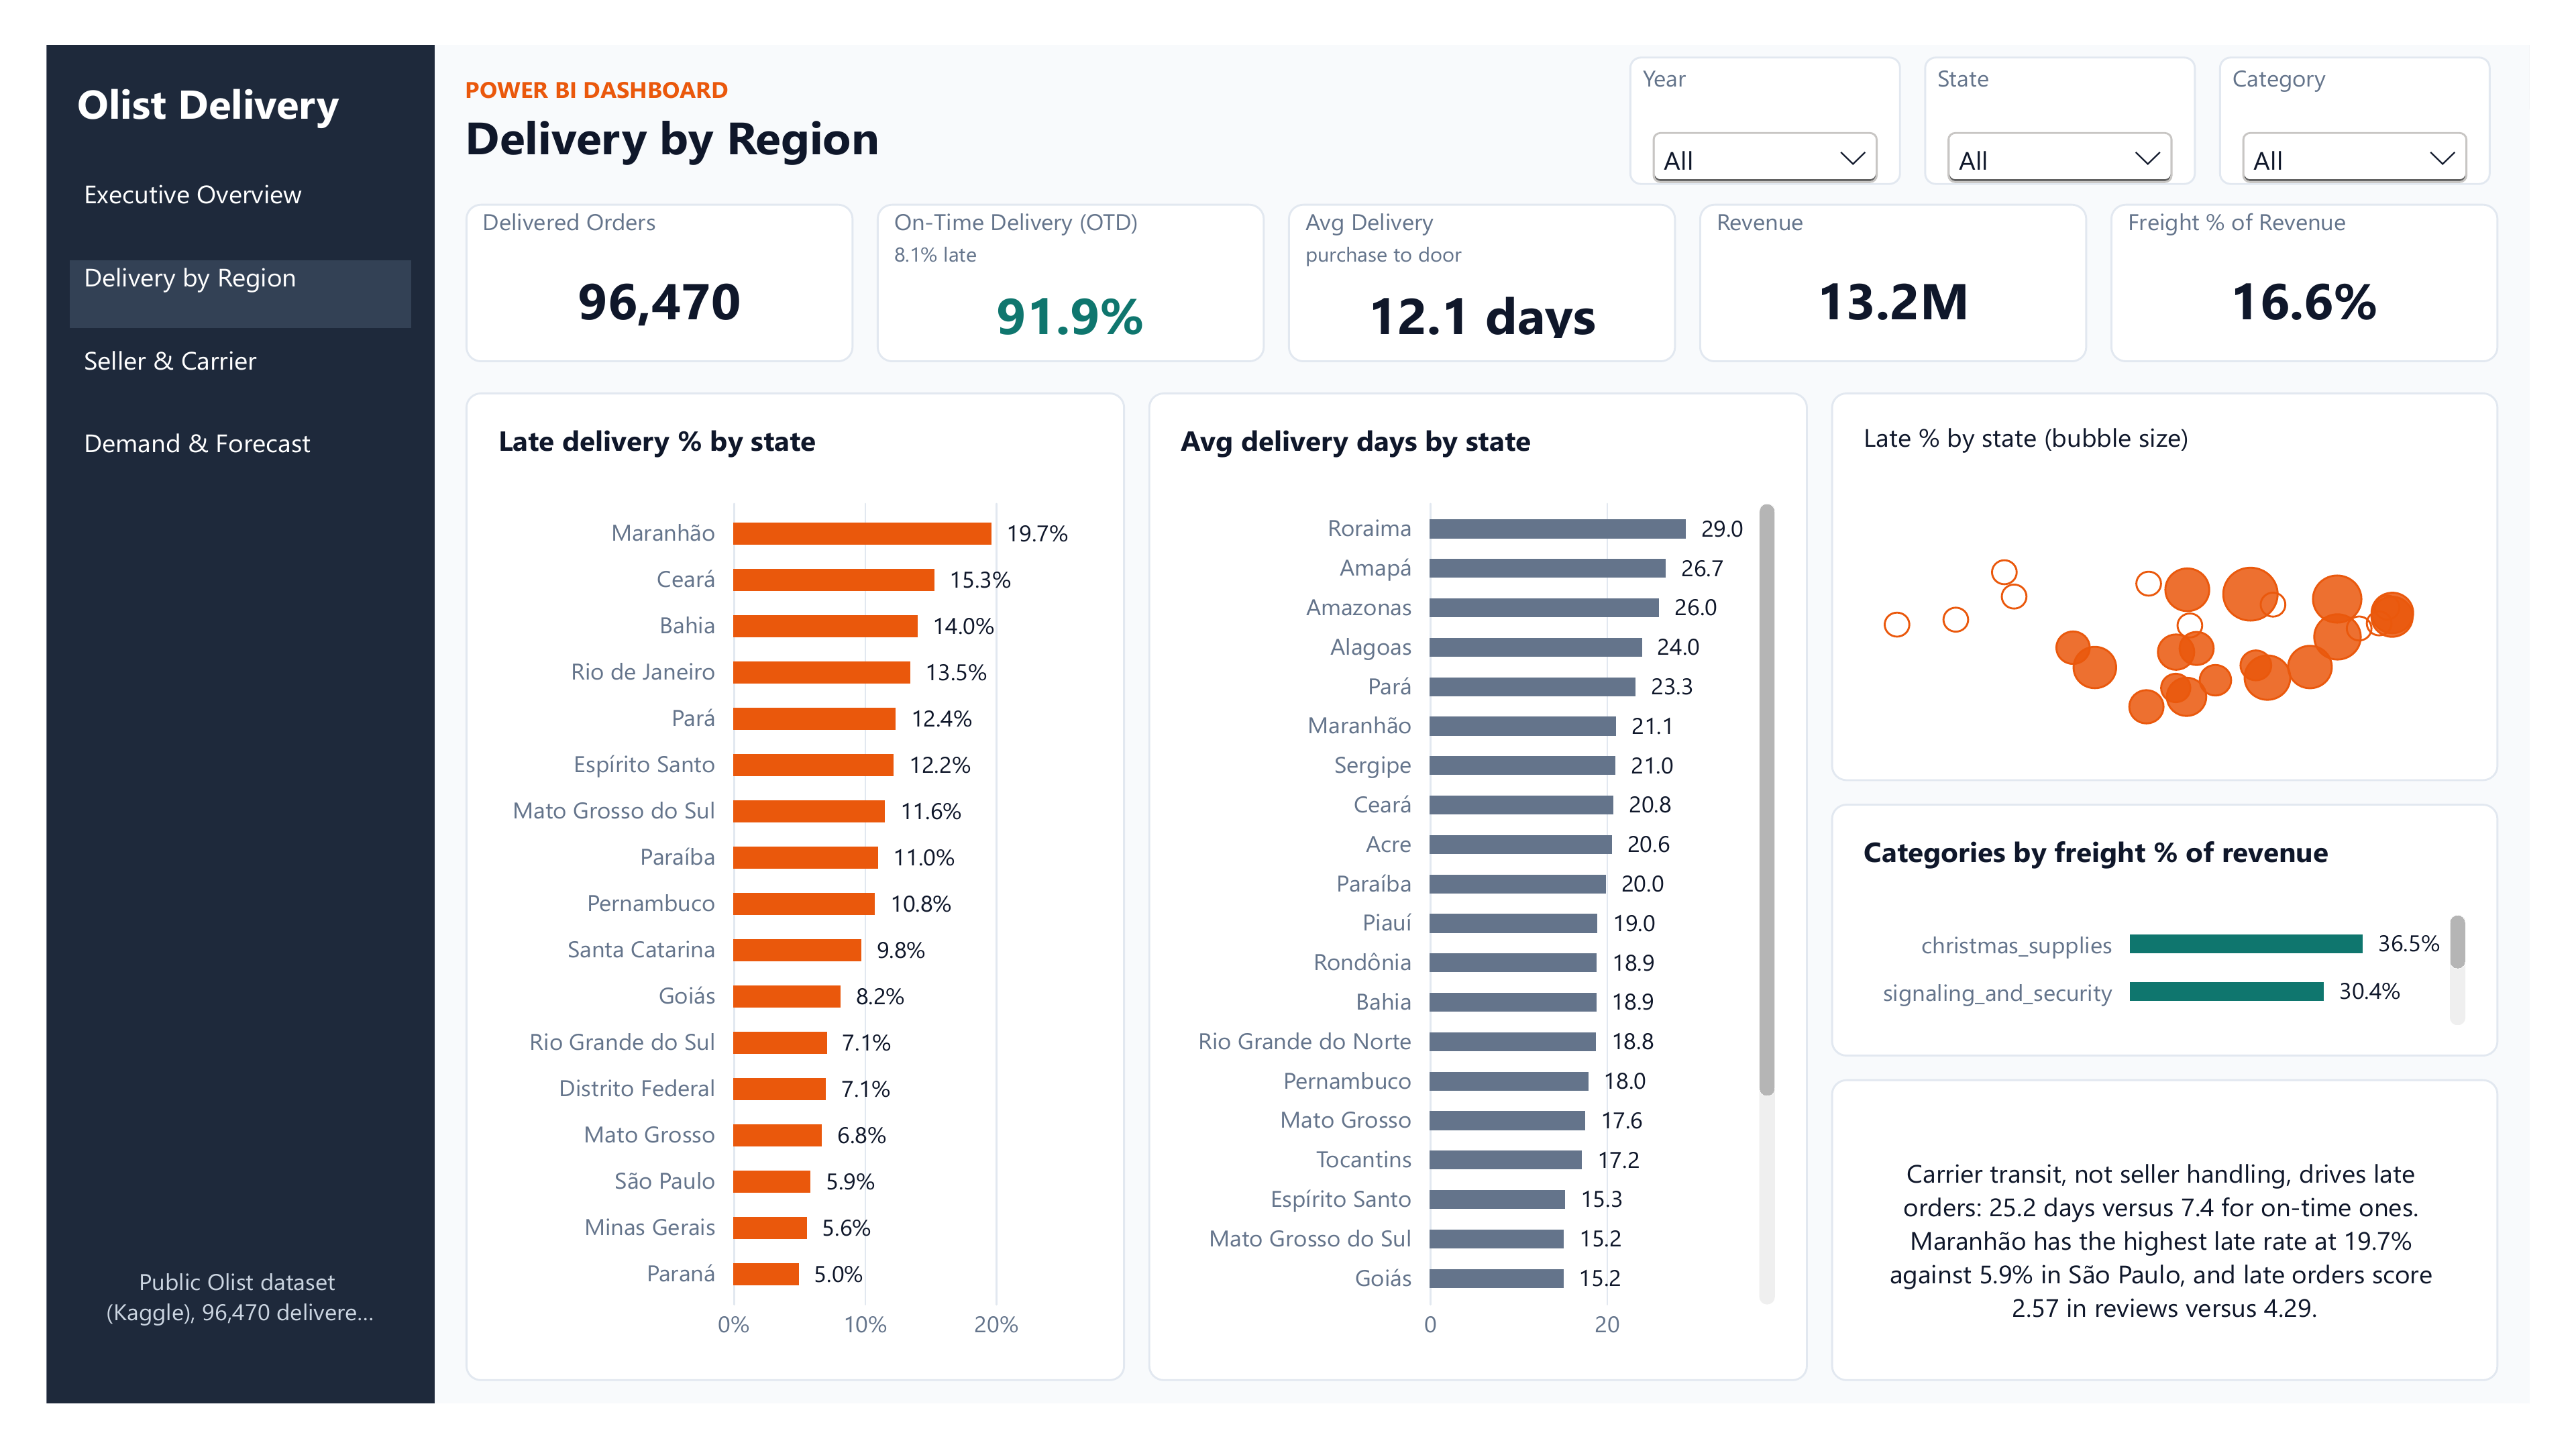 Olist Delivery
Executive Overview
Delivery by Region
Seller & Carrier
Demand & Forecast
Public Olist dataset
(Kaggle), 96,470 delivere...
POWER BI DASHBOARD
Delivery by Region
Year
All
State
All
Category
All
Delivered Orders
96,470
On-Time Delivery (OTD)
8.1% late
91.9%
Avg Delivery
purchase to door
12.1 days
Revenue
13.2M
Freight % of Revenue
16.6%
Late delivery % by state
Maranhão 19.7%
Ceará 15.3%
Bahia 14.0%
Rio de Janeiro 13.5%
Pará 12.4%
Espírito Santo 12.2%
Mato Grosso do Sul 11.6%
Paraíba 11.0%
Pernambuco 10.8%
Santa Catarina 9.8%
Goiás 8.2%
Rio Grande do Sul 7.1%
Distrito Federal 7.1%
Mato Grosso 6.8%
São Paulo 5.9%
Minas Gerais 5.6%
Paraná 5.0%
0% 10% 20%
Avg delivery days by state
Roraima 29.0
Amapá 26.7
Amazonas 26.0
Alagoas 24.0
Pará 23.3
Maranhão 21.1
Sergipe 21.0
Ceará 20.8
Acre 20.6
Paraíba 20.0
Piauí 19.0
Rondônia 18.9
Bahia 18.9
Rio Grande do Norte 18.8
Pernambuco 18.0
Mato Grosso 17.6
Tocantins 17.2
Espírito Santo 15.3
Mato Grosso do Sul 15.2
Goiás 15.2
0 20
Late % by state (bubble size)
Categories by freight % of revenue
christmas_supplies 36.5%
signaling_and_security 30.4%
Carrier transit, not seller handling, drives late
orders: 25.2 days versus 7.4 for on-time ones.
Maranhão has the highest late rate at 19.7%
against 5.9% in São Paulo, and late orders score
2.57 in reviews versus 4.29.